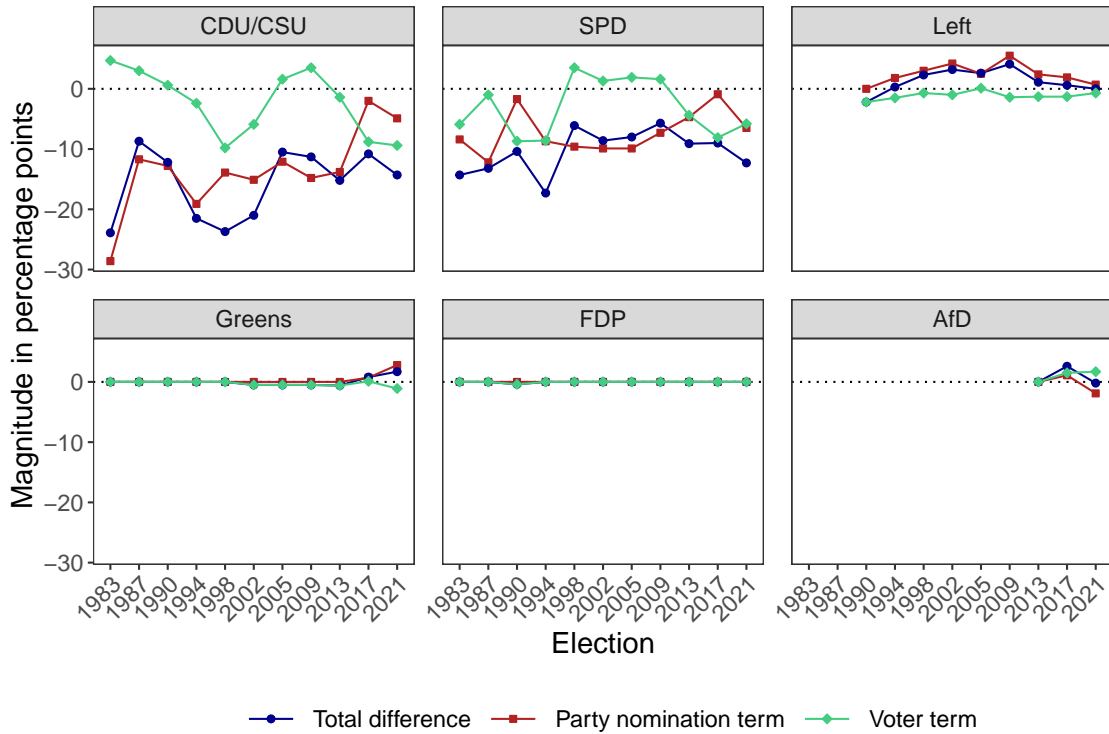 CDU/CSU SPD Left
0
−10
−20
−30
Greens FDP AfD
0
−10
−20
−30
Magnitude in percentage points
1983 1987 1990 1994 1998 2002 2005 2009 2013 2017 2021 1983 1987 1990 1994 1998 2002 2005 2009 2013 2017 2021 1983 1987 1990 1994 1998 2002 2005 2009 2013 2017 2021
Election
Total difference Party nomination term Voter term